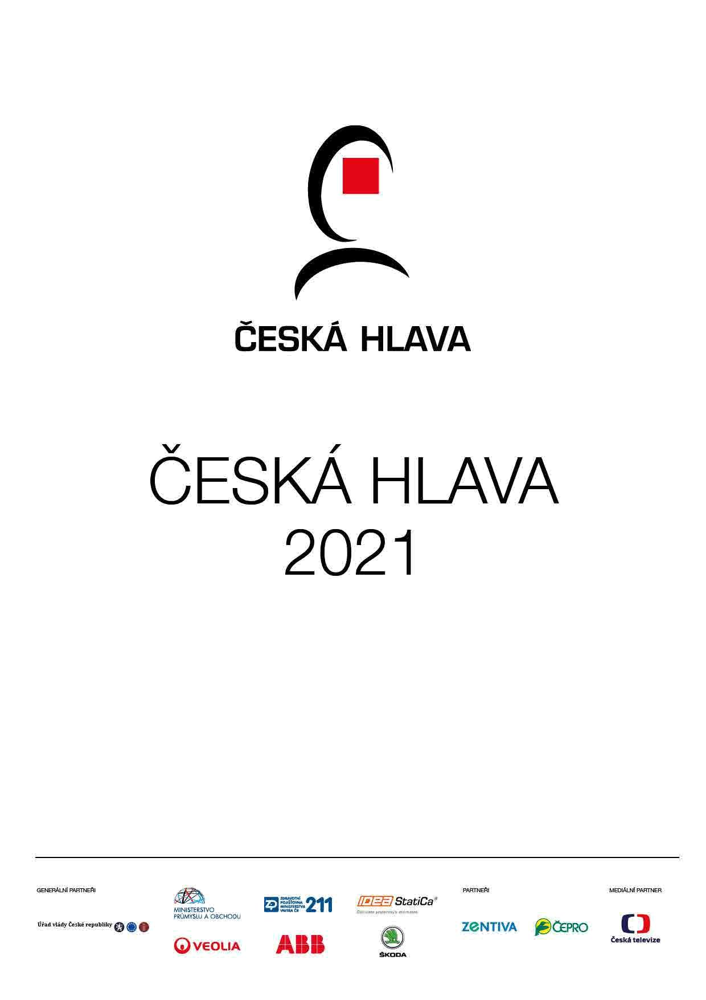 ČESKÁ HLAVA
ČESKÁ HLAVA
2021
GENERÁLNÍ PARTNEŘI
Úřad vlády České republiky
MINISTERSTVO
PRŮMYSLU A OBCHODU
VEOLIA
ZP
ZDRAVOTNÍ
POJIŠŤOVNA
MINISTERSTVA
VNITRA ČR
211
ABB
IDEA StatiCa®
Calculate yesterday's estimates
ŠKODA
PARTNEŘI
ZENTIVA
ČEPRO
MEDIÁLNÍ PARTNER
Česká televize